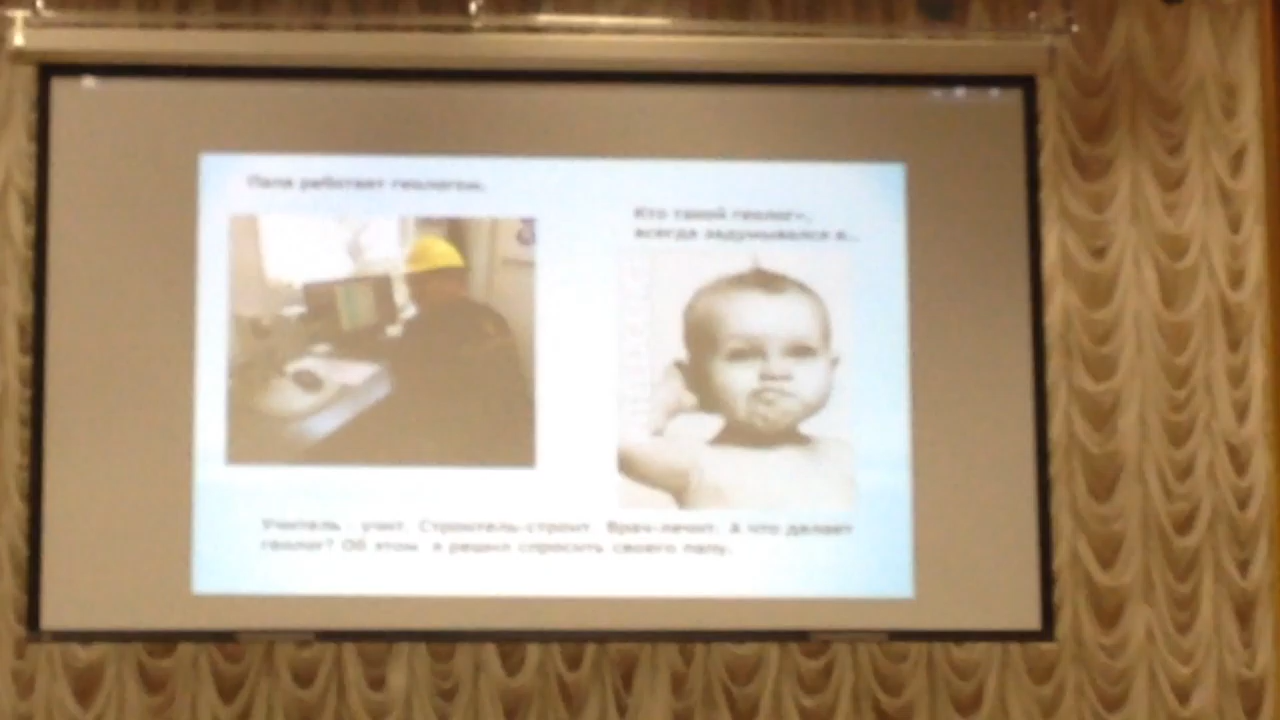 Папа работает геологом.
Кто такой геолог-,
всегда задумывался я...
Учитель - учит. Строитель-строит. Врач-лечит. А что делает
геолог? Об этом я решил спросить своего папу.